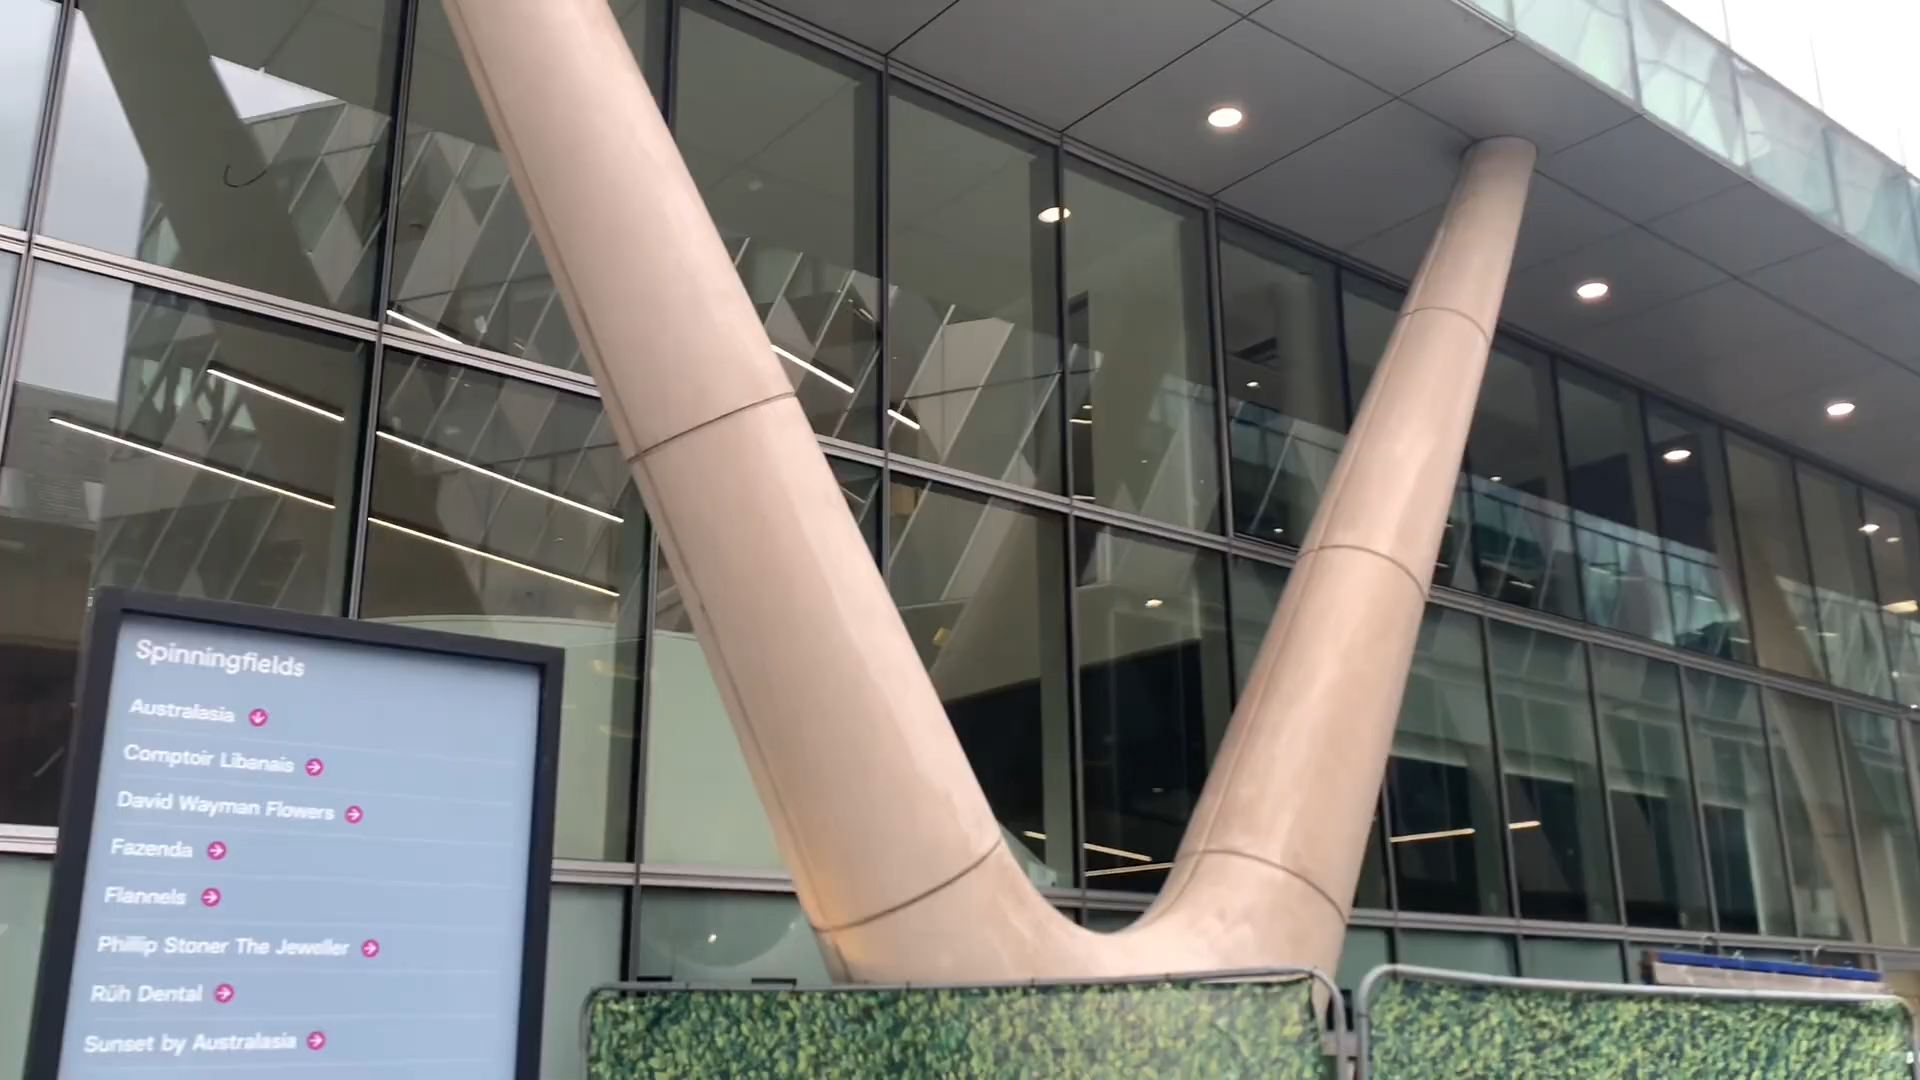 Spinningfields
Australasia
Comptoir Libanais
David Wayman Flowers
Fazenda
Flannels
Phillip Stoner The Jeweller
Rüh Dental
Sunset by Australasia